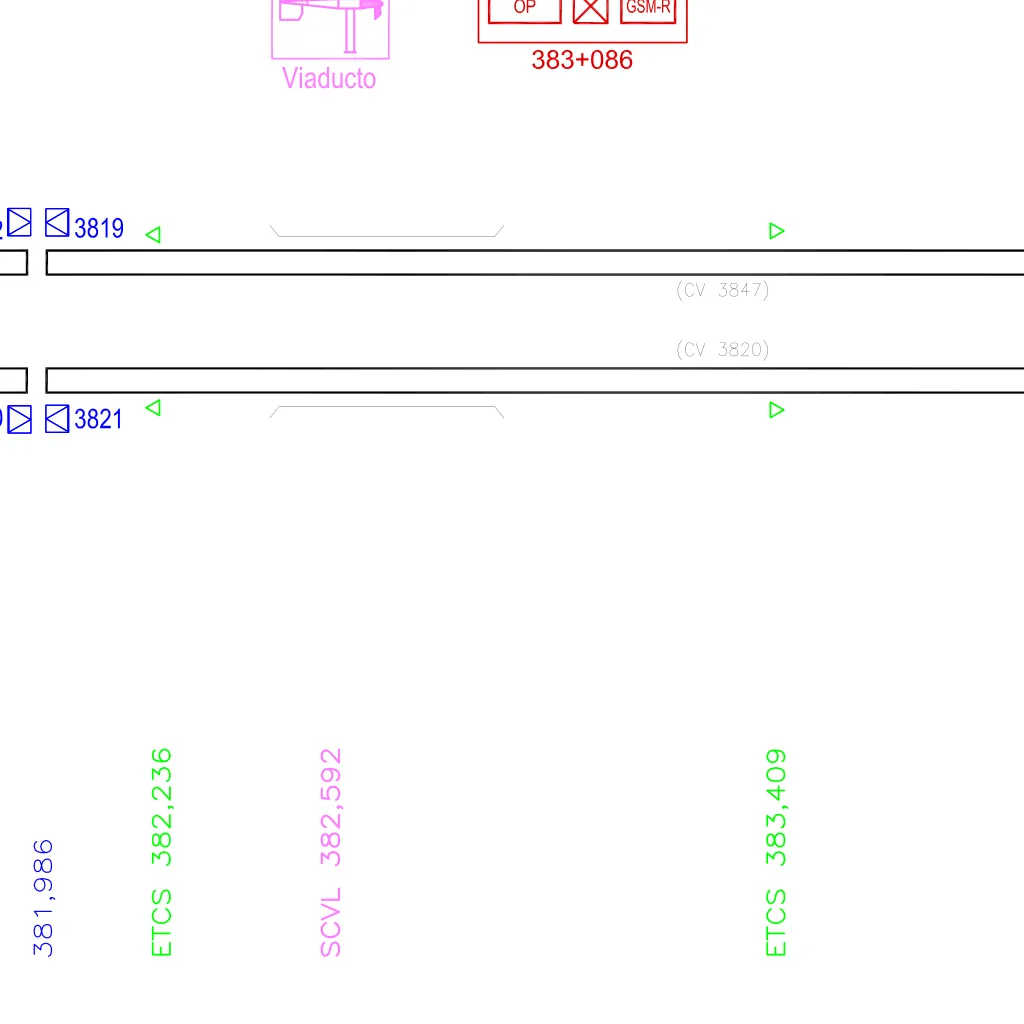 OP
GSM-R
383+086
Viaducto
3819
(CV 3847)
(CV 3820)
3821
381,986
ETCS 382,236
SCVL 382,592
ETCS 383,409